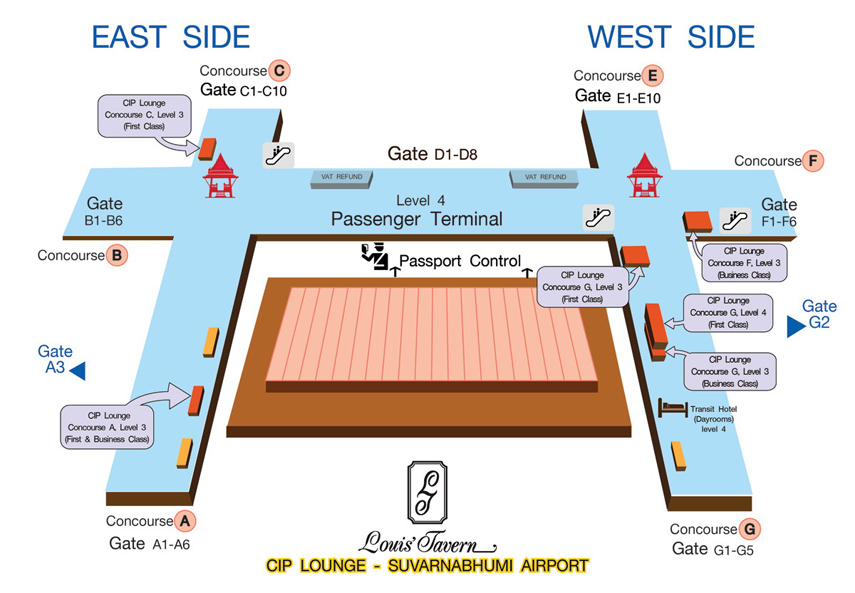 EAST SIDE
WEST SIDE
Concourse C
Gate C1-C10
Concourse E
Gate E1-E10
CIP Lounge
Concourse C, Level 3
(First Class)
Gate D1-D8
Concourse F
VAT REFUND
VAT REFUND
Gate
B1-B6
Level 4
Passenger Terminal
Gate
F1-F6
Concourse B
Passport Control
CIP Lounge
Concourse F, Level 3
(Business Class)
CIP Lounge
Concourse G, Level 3
(First Class)
CIP Lounge
Concourse G, Level 4
(First Class)
Gate
G2
Gate
A3
CIP Lounge
Concourse G, Level 3
(Business Class)
CIP Lounge
Concourse A, Level 3
(First & Business Class)
Transit Hotel
(Dayrooms)
level 4
Concourse A
Gate A1-A6
LT
Louis' Tavern
CIP LOUNGE - SUVARNABHUMI AIRPORT
Concourse G
Gate G1-G5